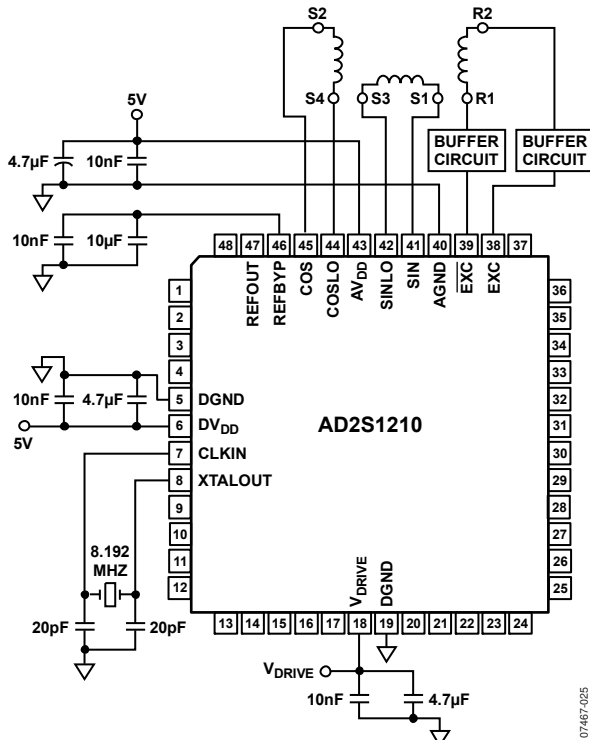 S2
R2
5V
S4
S3
S1
R1
4.7µF
10nF
BUFFER
CIRCUIT
BUFFER
CIRCUIT
10nF
10µF
48
47
46
45
44
43
42
41
40
39
38
37
REFOUT
REFBYP
COS
COSLO
AVDD
SINLO
SIN
AGND
EXC
EXC
1
2
3
4
5
6
7
8
9
10
11
12
36
35
34
33
32
31
30
29
28
27
26
25
10nF
4.7µF
5V
DGND
DVDD
CLKIN
XTALOUT
AD2S1210
8.192
MHZ
20pF
20pF
VDRIVE
DGND
13
14
15
16
17
18
19
20
21
22
23
24
VDRIVE
10nF
4.7µF
07467-025